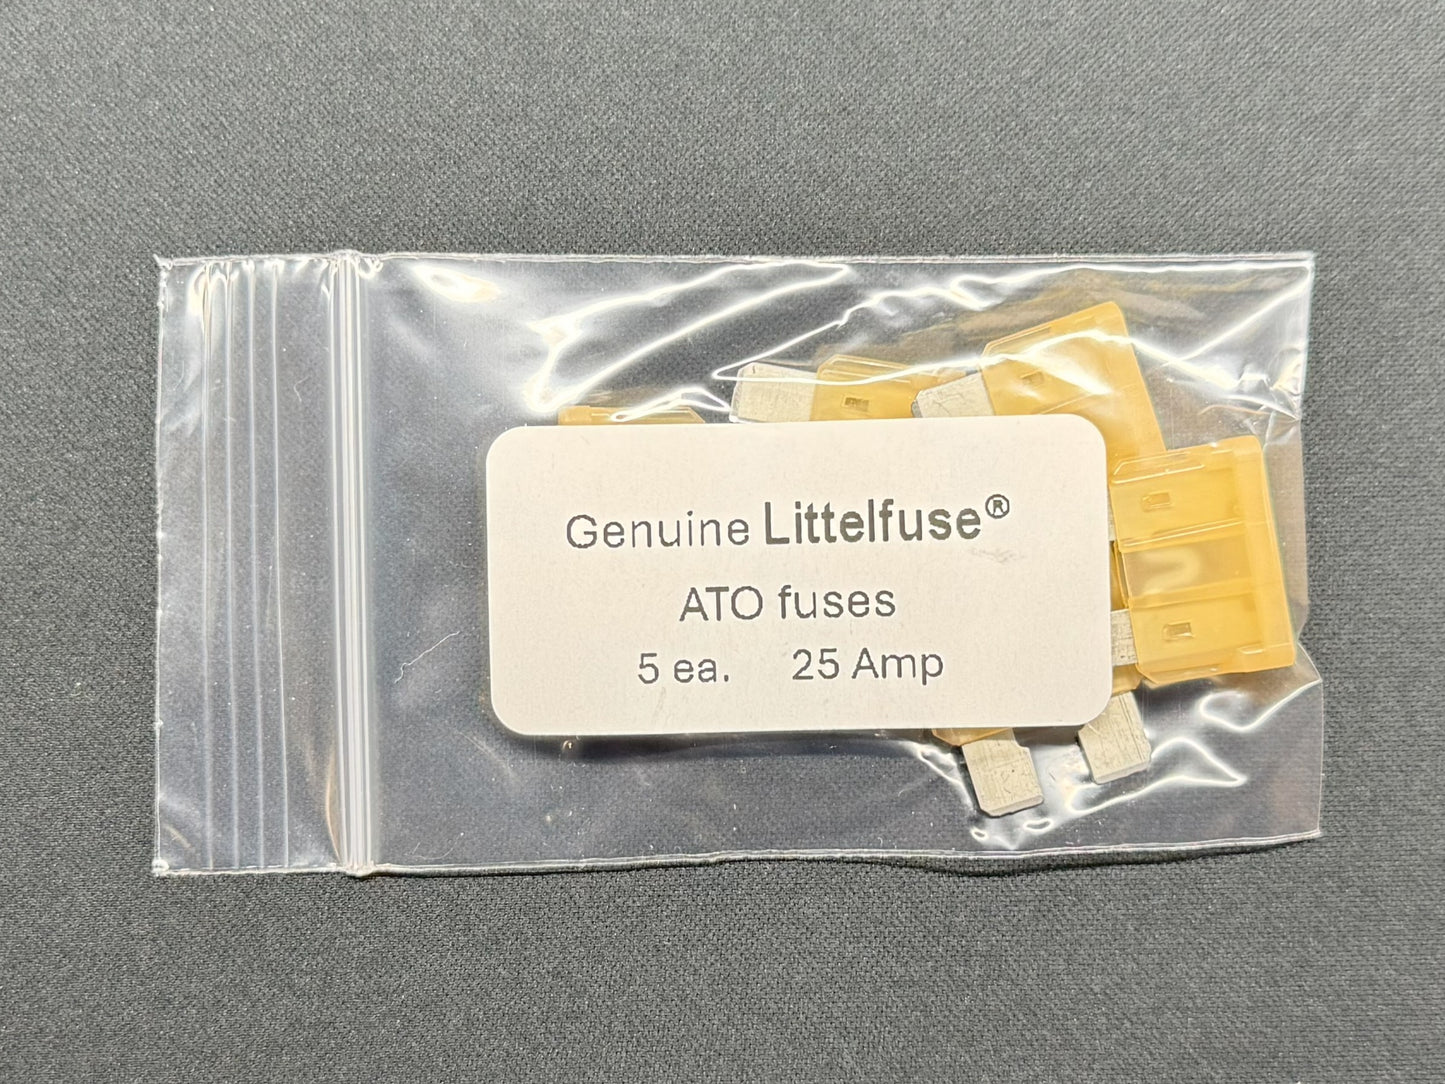 Genuine Littelfuse®
ATO fuses
5 ea. 25 Amp